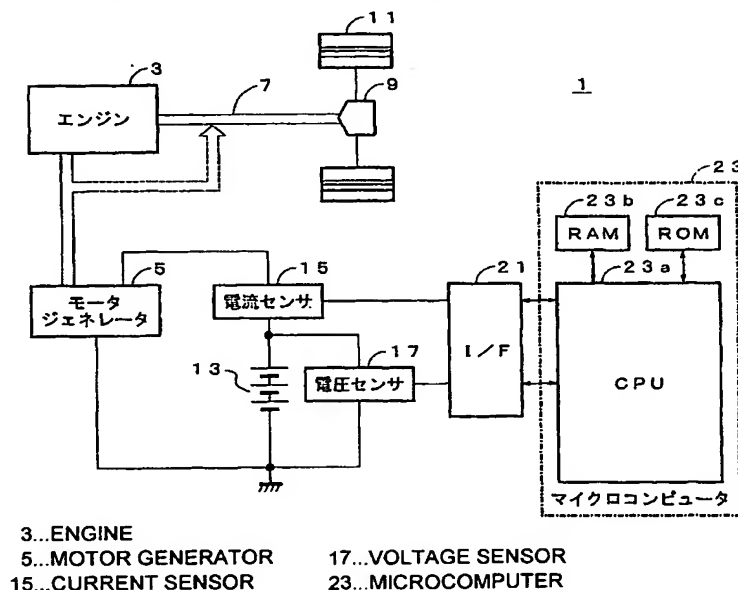 11
3
7
9
1
エンジン
23
23b
23c
RAM
ROM
5
15
21
23a
モータ
ジェネレータ
電流センサ
I/F
CPU
13
17
電圧センサ
マイクロコンピュータ
3...ENGINE
5...MOTOR GENERATOR
17...VOLTAGE SENSOR
15...CURRENT SENSOR
23...MICROCOMPUTER